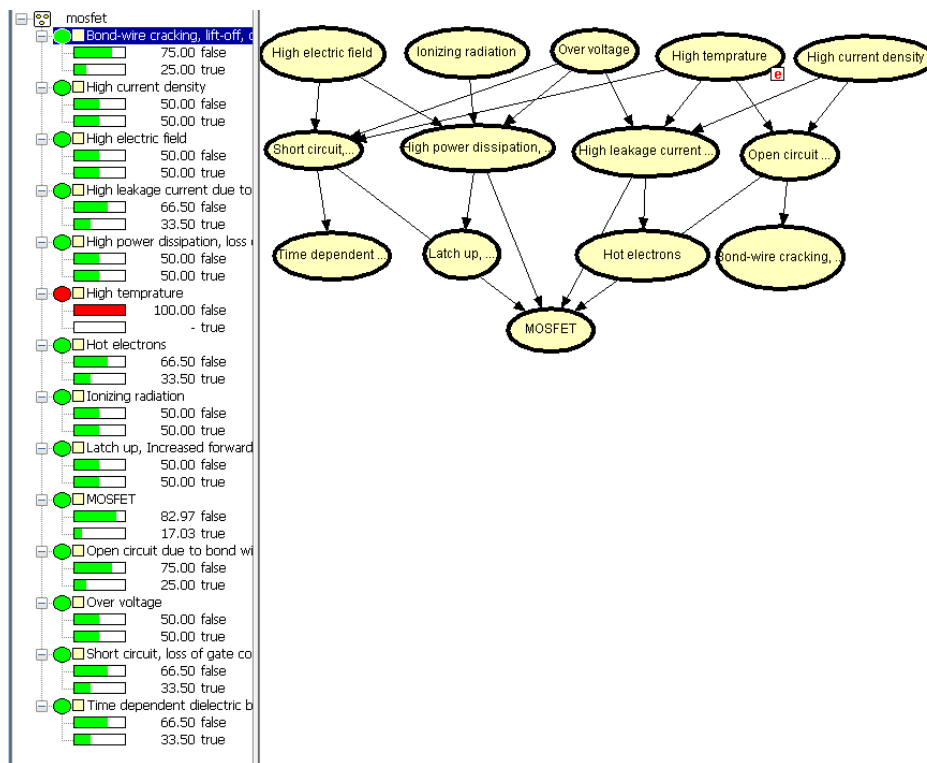 mosfet
Bond-wire cracking, lift-off,
75.00 false
25.00 true
High current density
50.00 false
50.00 true
High electric field
50.00 false
50.00 true
High leakage current due to
66.50 false
33.50 true
High power dissipation, loss
50.00 false
50.00 true
High temprature
100.00 false
- true
Hot electrons
66.50 false
33.50 true
Ionizing radiation
50.00 false
50.00 true
Latch up, Increased forward
50.00 false
50.00 true
MOSFET
82.97 false
17.03 true
Open circuit due to bond wi
75.00 false
25.00 true
Over voltage
50.00 false
50.00 true
Short circuit, loss of gate co
66.50 false
33.50 true
Time dependent dielectric b
66.50 false
33.50 true
High electric field
Ionizing radiation
Over voltage
High temprature
e
High current density
Short circuit,...
High power dissipation, ...
High leakage current ...
Open circuit ...
Time dependent ...
Latch up, ...
Hot electrons
Bond-wire cracking, ...
MOSFET